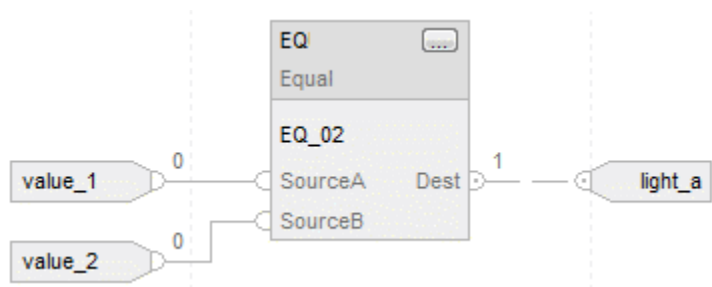 EQ
...
Equal
EQ_02
0
value_1
SourceA
Dest
1
light_a
SourceB
0
value_2